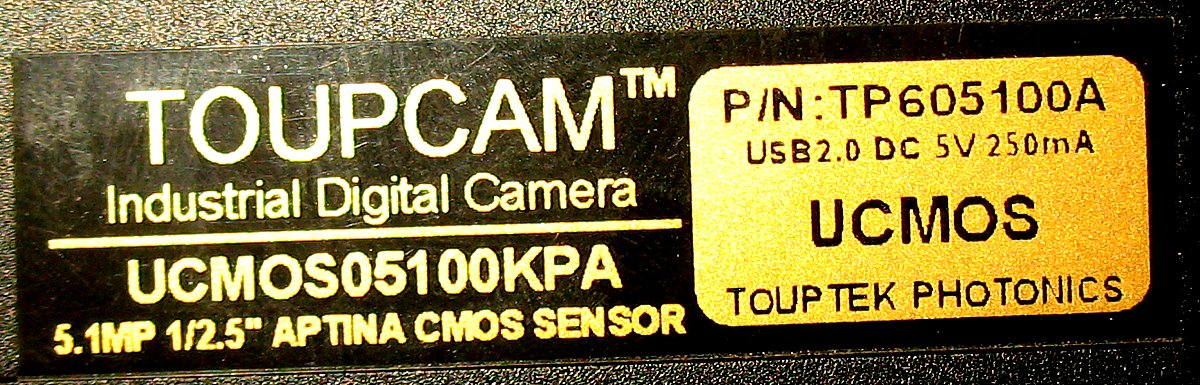 TOUPCAM™
Industrial Digital Camera
UCMOS05100KPA
5.1MP 1/2.5" APTINA CMOS SENSOR
P/N:TP605100A
USB2.0 DC 5V 250mA
UCMOS
TOUPTEK PHOTONICS